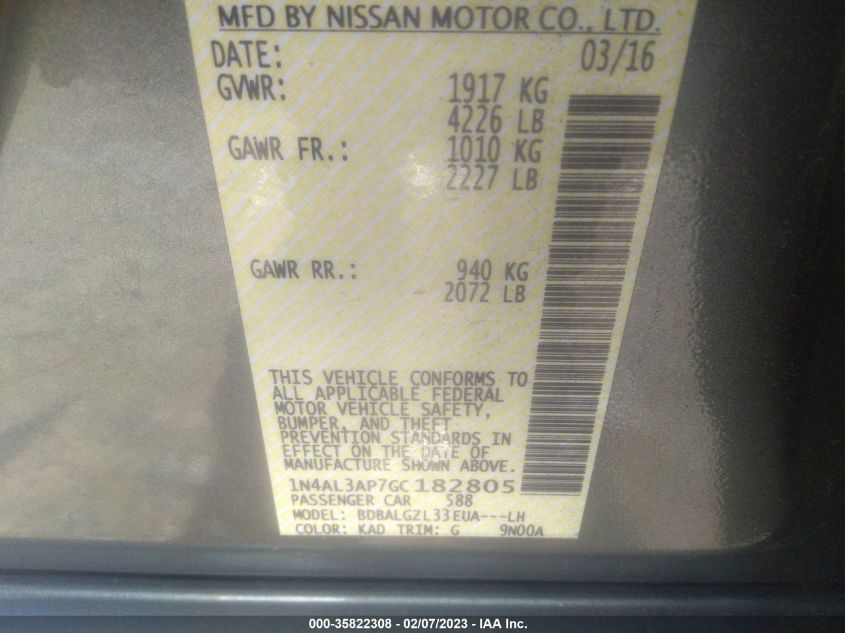 MFD BY NISSAN MOTOR CO., LTD.
DATE: 03/16
GVWR: 1917 KG
4226 LB
GAWR FR.: 1010 KG
2227 LB
GAWR RR.: 940 KG
2072 LB
THIS VEHICLE CONFORMS TO
ALL APPLICABLE FEDERAL
MOTOR VEHICLE SAFETY,
BUMPER, AND THEFT
PREVENTION STANDARDS IN
EFFECT ON THE DATE OF
MANUFACTURE SHOWN ABOVE.
1N4AL3AP7GC182805
PASSENGER CAR 588
MODEL: BDBALGZL33EUA---LH
COLOR: KAD TRIM: G 9N00A
000-35822308 - 02/07/2023 - IAA Inc.